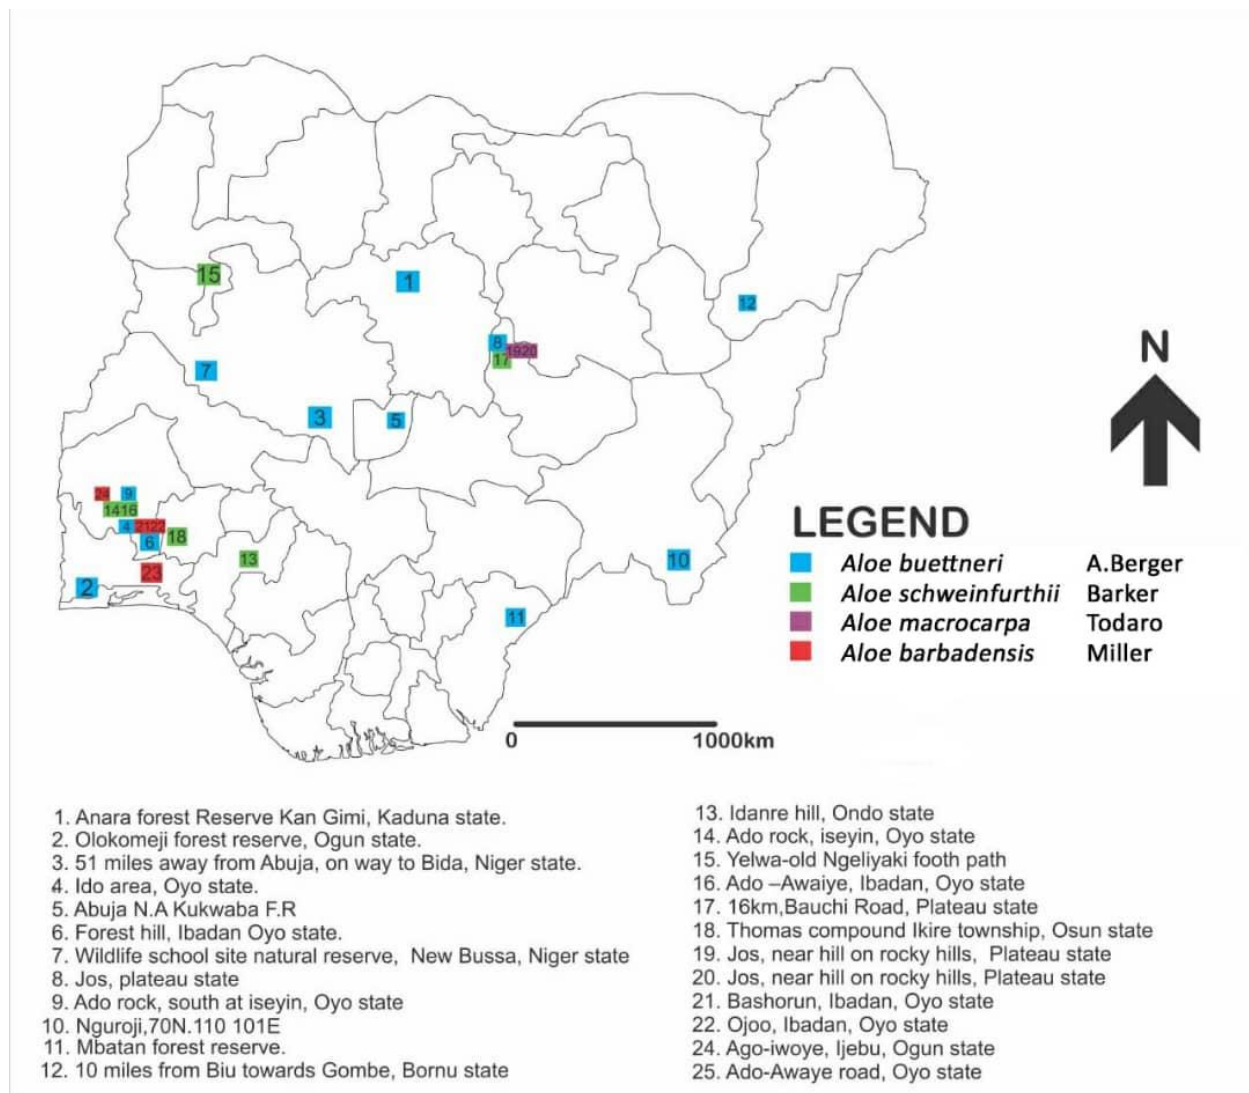 15
1
12
8
1920
17
7
3
5
24 9
1416
4 2122
6 18
13
23
2
10
11
N
LEGEND
Aloe buettneri A.Berger
Aloe schweinfurthii Barker
Aloe macrocarpa Todaro
Aloe barbadensis Miller
0 1000km
1. Anara forest Reserve Kan Gimi, Kaduna state.
2. Olokomeji forest reserve, Ogun state.
3. 51 miles away from Abuja, on way to Bida, Niger state.
4. Ido area, Oyo state.
5. Abuja N.A Kukwaba F.R
6. Forest hill, Ibadan Oyo state.
7. Wildlife school site natural reserve, New Bussa, Niger state
8. Jos, plateau state
9. Ado rock, south at iseyin, Oyo state
10. Nguroji,70N.110 101E
11. Mbatan forest reserve.
12. 10 miles from Biu towards Gombe, Bornu state
13. Idanre hill, Ondo state
14. Ado rock, iseyin, Oyo state
15. Yelwa-old Ngeliyaki footh path
16. Ado –Awaiye, Ibadan, Oyo state
17. 16km,Bauchi Road, Plateau state
18. Thomas compound Ikire township, Osun state
19. Jos, near hill on rocky hills, Plateau state
20. Jos, near hill on rocky hills, Plateau state
21. Bashorun, Ibadan, Oyo state
22. Ojoo, Ibadan, Oyo state
24. Ago-iwoye, Ijebu, Ogun state
25. Ado-Awaye road, Oyo state